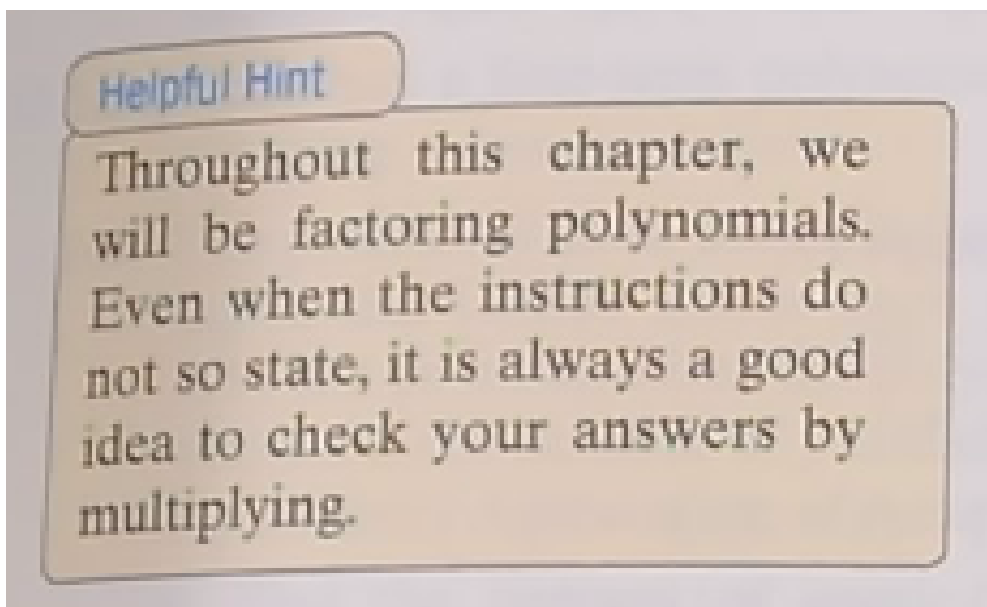 Helpful Hint
Throughout this chapter, we
will be factoring polynomials.
Even when the instructions do
not so state, it is always a good
idea to check your answers by
multiplying.